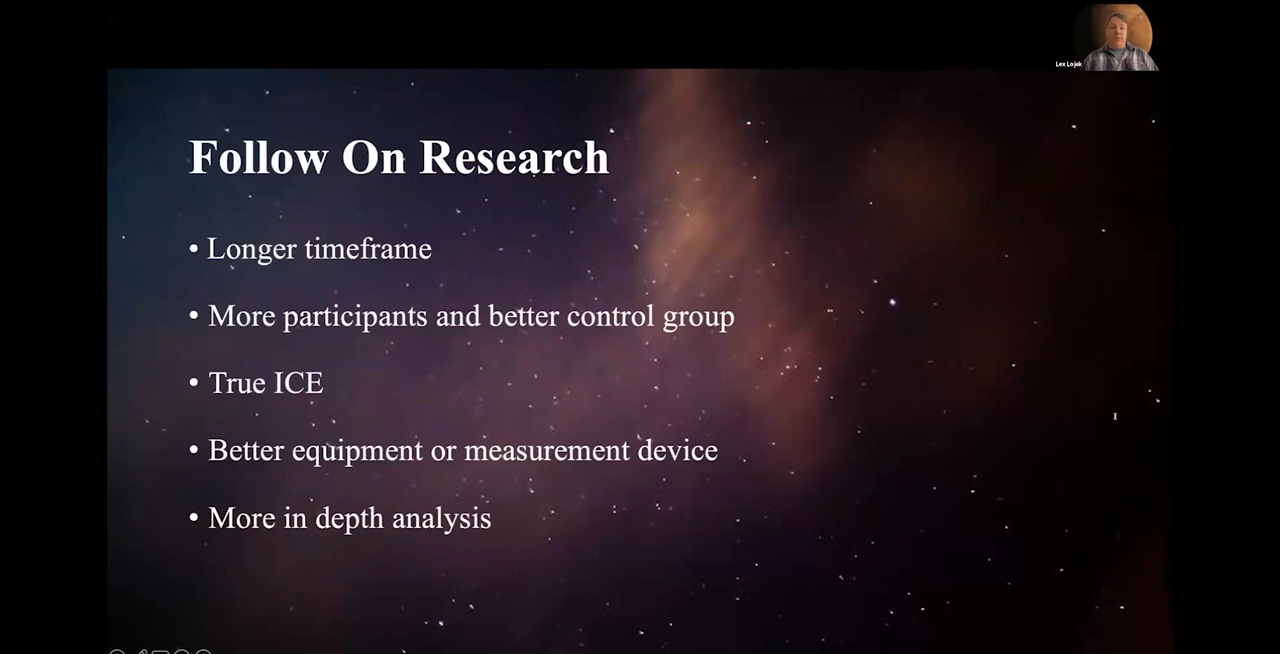 Lex Lojek
Follow On Research
• Longer timeframe
• More participants and better control group
• True ICE
• Better equipment or measurement device
• More in depth analysis